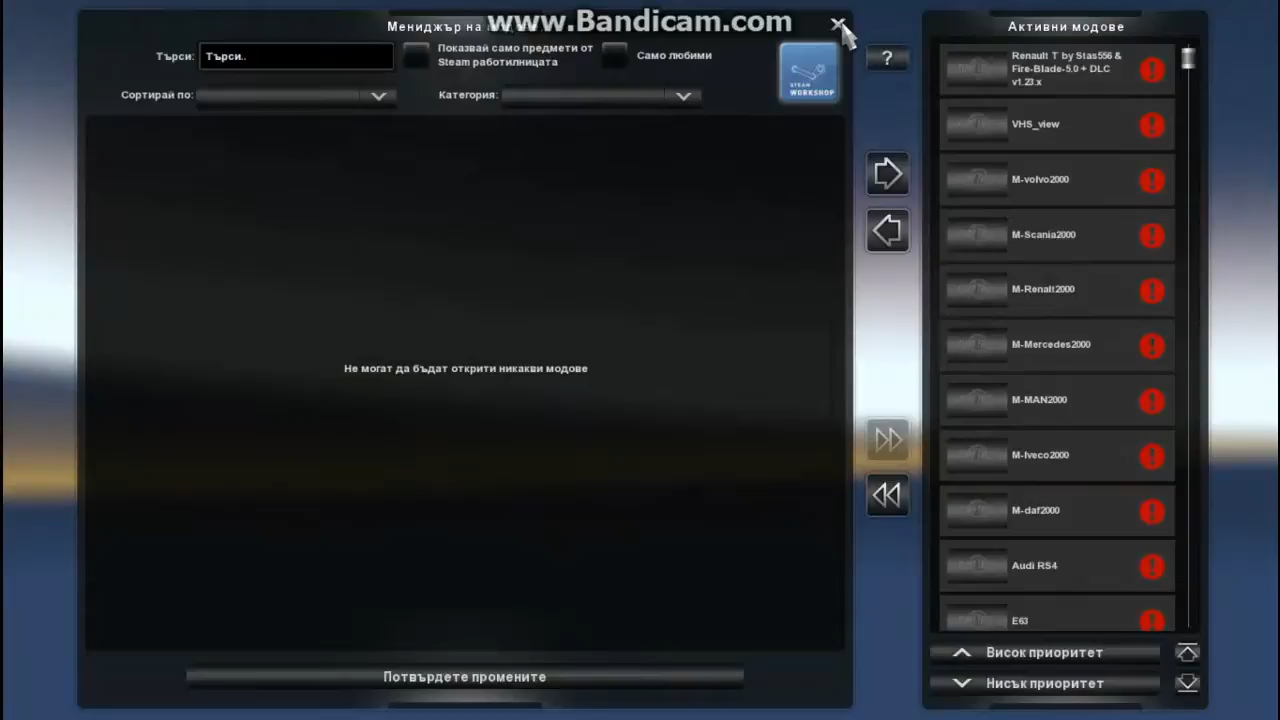 www.Bandicam.com
Мениджър на
Търси:
Търси..
Показвай само предмети от
Steam работилницата
Само любими
STEAM
WORKSHOP
?
Сортирай по:
Категория:
Не могат да бъдат открити никакви модове
Потвърдете промените
Активни модове
Renault T by Stas556 &
Fire-Blade-5.0 + DLC
v1.23.x
VHS_view
M-volvo2000
M-Scania2000
M-Renalt2000
M-Mercedes2000
M-MAN2000
M-Iveco2000
M-daf2000
Audi RS4
E63
Висок приоритет
Нисък приоритет